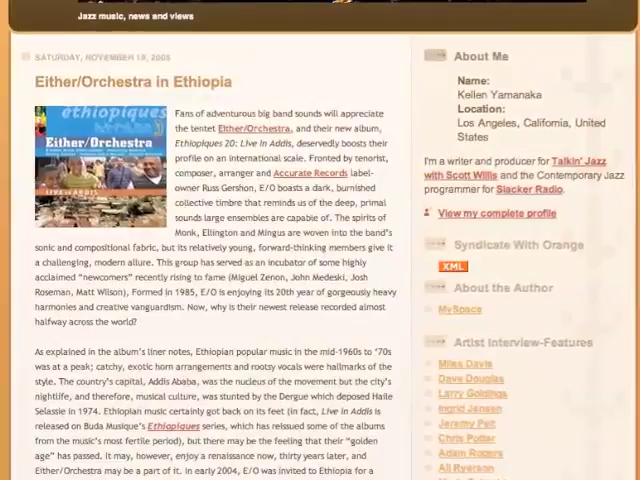 Jazz music, news and views
SATURDAY, NOVEMBER 19, 2005
Either/Orchestra in Ethiopia
éthiopiques
Either/Orchestra
LIVE IN ADDIS
Fans of adventurous big band sounds will appreciate
the tentet Either/Orchestra, and their new album,
Ethiopiques 20: Live in Addis, deservedly boosts their
profile on an international scale. Fronted by tenorist,
composer, arranger and Accurate Records label-
owner Russ Gershon, E/O boasts a dark, burnished
collective timbre that reminds us of the deep, primal
sounds large ensembles are capable of. The spirits of
Monk, Ellington and Mingus are woven into the band's
sonic and compositional fabric, but its relatively young, forward-thinking members give it
a challenging, modern allure. This group has served as an incubator of some highly
acclaimed "newcomers" recently rising to fame (Miguel Zenon, John Medeski, Josh
Roseman, Matt Wilson), Formed in 1985, E/O is enjoying its 20th year of gorgeously heavy
harmonies and creative vanguardism. Now, why is their newest release recorded almost
halfway across the world?
As explained in the album's liner notes, Ethiopian popular music in the mid-1960s to '70s
was at a peak; catchy, exotic horn arrangements and rootsy vocals were hallmarks of the
style. The country's capital, Addis Ababa, was the nucleus of the movement but the city's
nightlife, and therefore, musical culture, was stunted by the Dergue which deposed Haile
Selassie in 1974. Ethiopian music certainly got back on its feet (in fact, Live in Addis is
released on Buda Musique's Ethiopiques series, which has reissued some of the albums
from the music's most fertile period), but there may be the feeling that their "golden
age" has passed. It may, however, enjoy a renaissance now, thirty years later, and
Either/Orchestra may be a part of it. In early 2004, E/O was invited to Ethiopia for a
About Me
Name:
Kellen Yamanaka
Location:
Los Angeles, California, United
States
I'm a writer and producer for Talkin' Jazz
with Scott Willis and the Contemporary Jazz
programmer for Slacker Radio.
View my complete profile
Syndicate With Orange
XML
About the Author
MySpace
Artist Interview-Features
Miles Davis
Dave Douglas
Larry Goldings
Ingrid Jensen
Jeremy Pelt
Chris Potter
Adam Rogers
Ali Ryerson